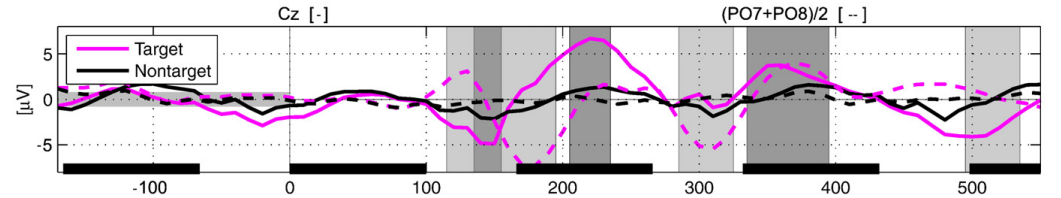 Cz [-] (PO7+PO8)/2 [ -- ]
Target
Nontarget
[µV]
5
0
-5
-100 0 100 200 300 400 500